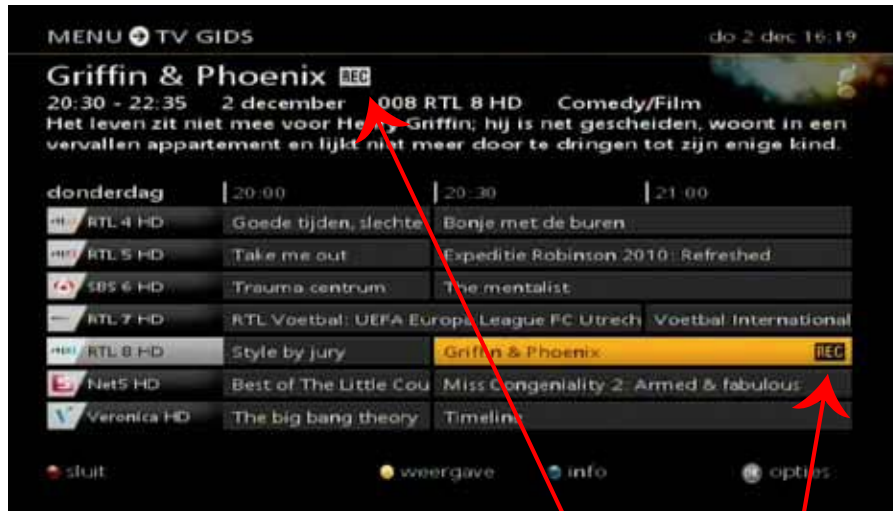 MENU TV GIDS do 2 dec 16:19
Griffin & Phoenix REC
20:30 - 22:35 2 december 008 RTL 8 HD Comedy/Film
Het leven zit niet mee voor Henry Griffin; hij is net gescheiden, woont in een
vervallen appartement en lijkt niet meer door te dringen tot zijn enige kind.
donderdag 20:00 20:30 21:00
RTL 4 HD Goede tijden, slechte Bonje met de buren
RTL 5 HD Take me out Expeditie Robinson 2010: Refreshed
SBS 6 HD Trauma centrum The mentalist
RTL 7 HD RTL Voetbal: UEFA Europa League FC Utrech Voetbal International
RTL 8 HD Style by jury Griffin & Phoenix REC
Net5 HD Best of The Little Cou Miss Congeniality 2: Armed & fabulous
Veronica HD The big bang theory Timeline
sluit weergave info OK opties